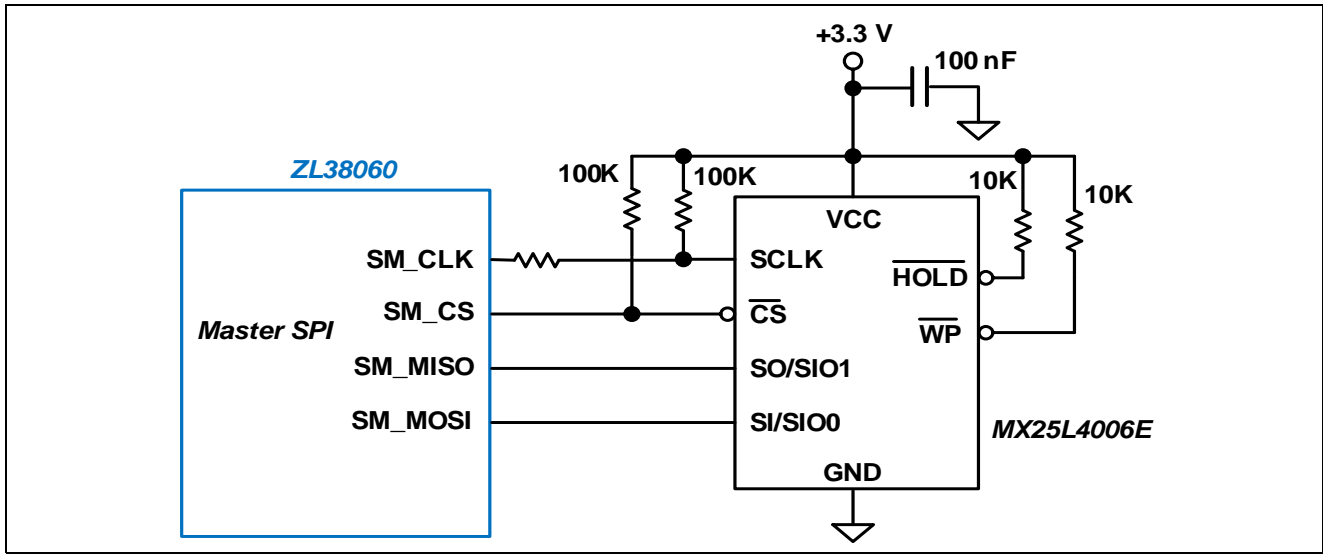 +3.3 V
100 nF
ZL38060
100K
100K
10K
10K
VCC
SM_CLK
SCLK
HOLD
SM_CS
CS
Master SPI
WP
SM_MISO
SO/SIO1
SM_MOSI
SI/SIO0
MX25L4006E
GND